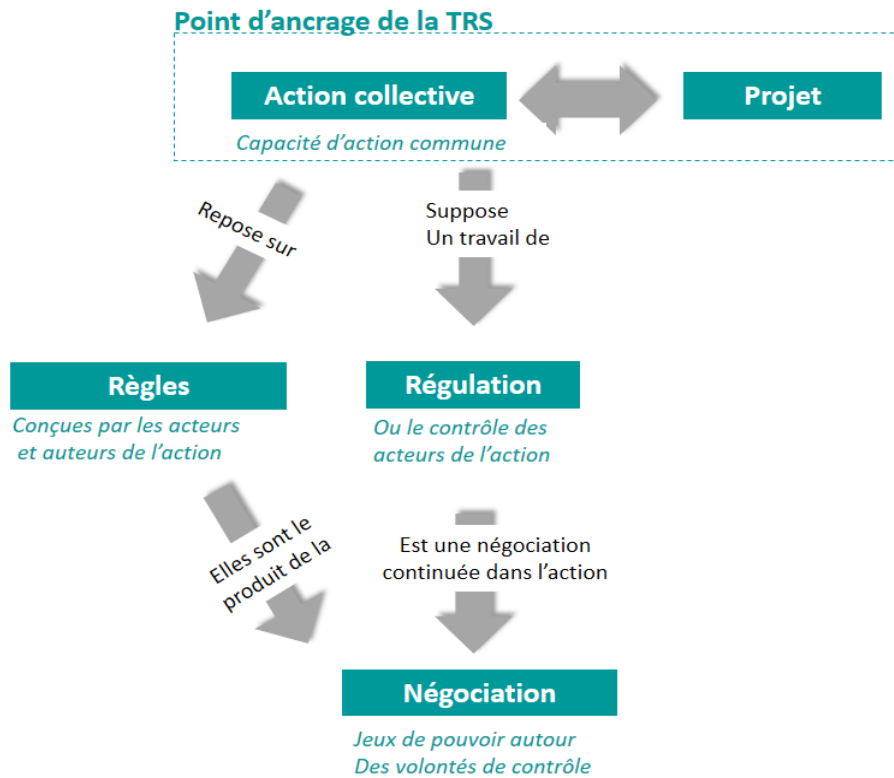 Point d’ancrage de la TRS
Action collective
Projet
Capacité d’action commune
Repose sur
Suppose
Un travail de
Règles
Régulation
Conçues par les acteurs
et auteurs de l’action
Ou le contrôle des
acteurs de l’action
Elles sont le
produit de la
Est une négociation
continuée dans l’action
Négociation
Jeux de pouvoir autour
Des volontés de contrôle